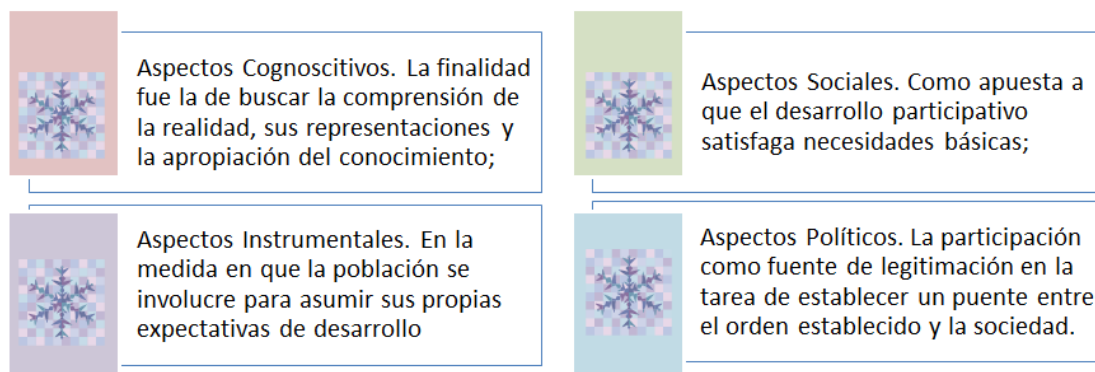 Aspectos Cognoscitivos. La finalidad
fue la de buscar la comprensión de
la realidad, sus representaciones y
la apropiación del conocimiento;
Aspectos Sociales. Como apuesta a
que el desarrollo participativo
satisfaga necesidades básicas;
Aspectos Instrumentales. En la
medida en que la población se
involucre para asumir sus propias
expectativas de desarrollo
Aspectos Políticos. La participación
como fuente de legitimación en la
tarea de establecer un puente entre
el orden establecido y la sociedad.